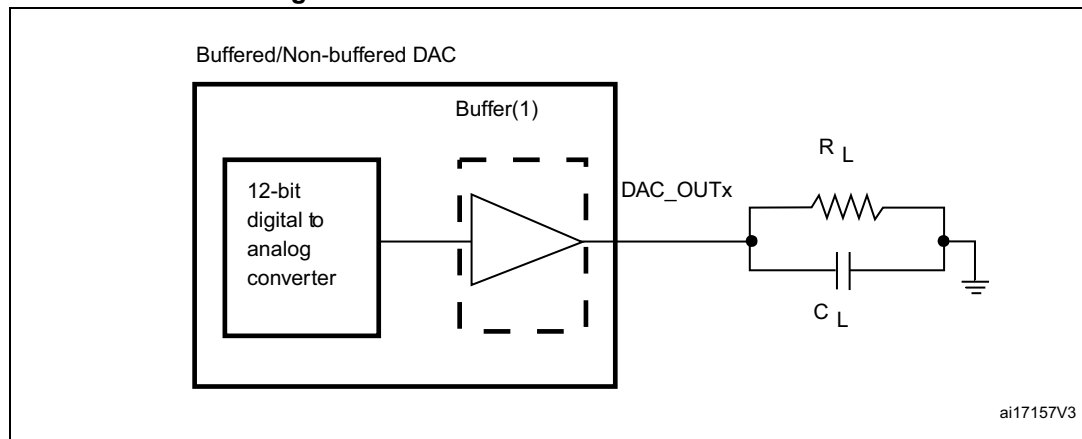 Buffered/Non-buffered DAC
Buffer(1)
12-bit
digital to
analog
converter
DAC_OUTx
R L
C L
ai17157V3